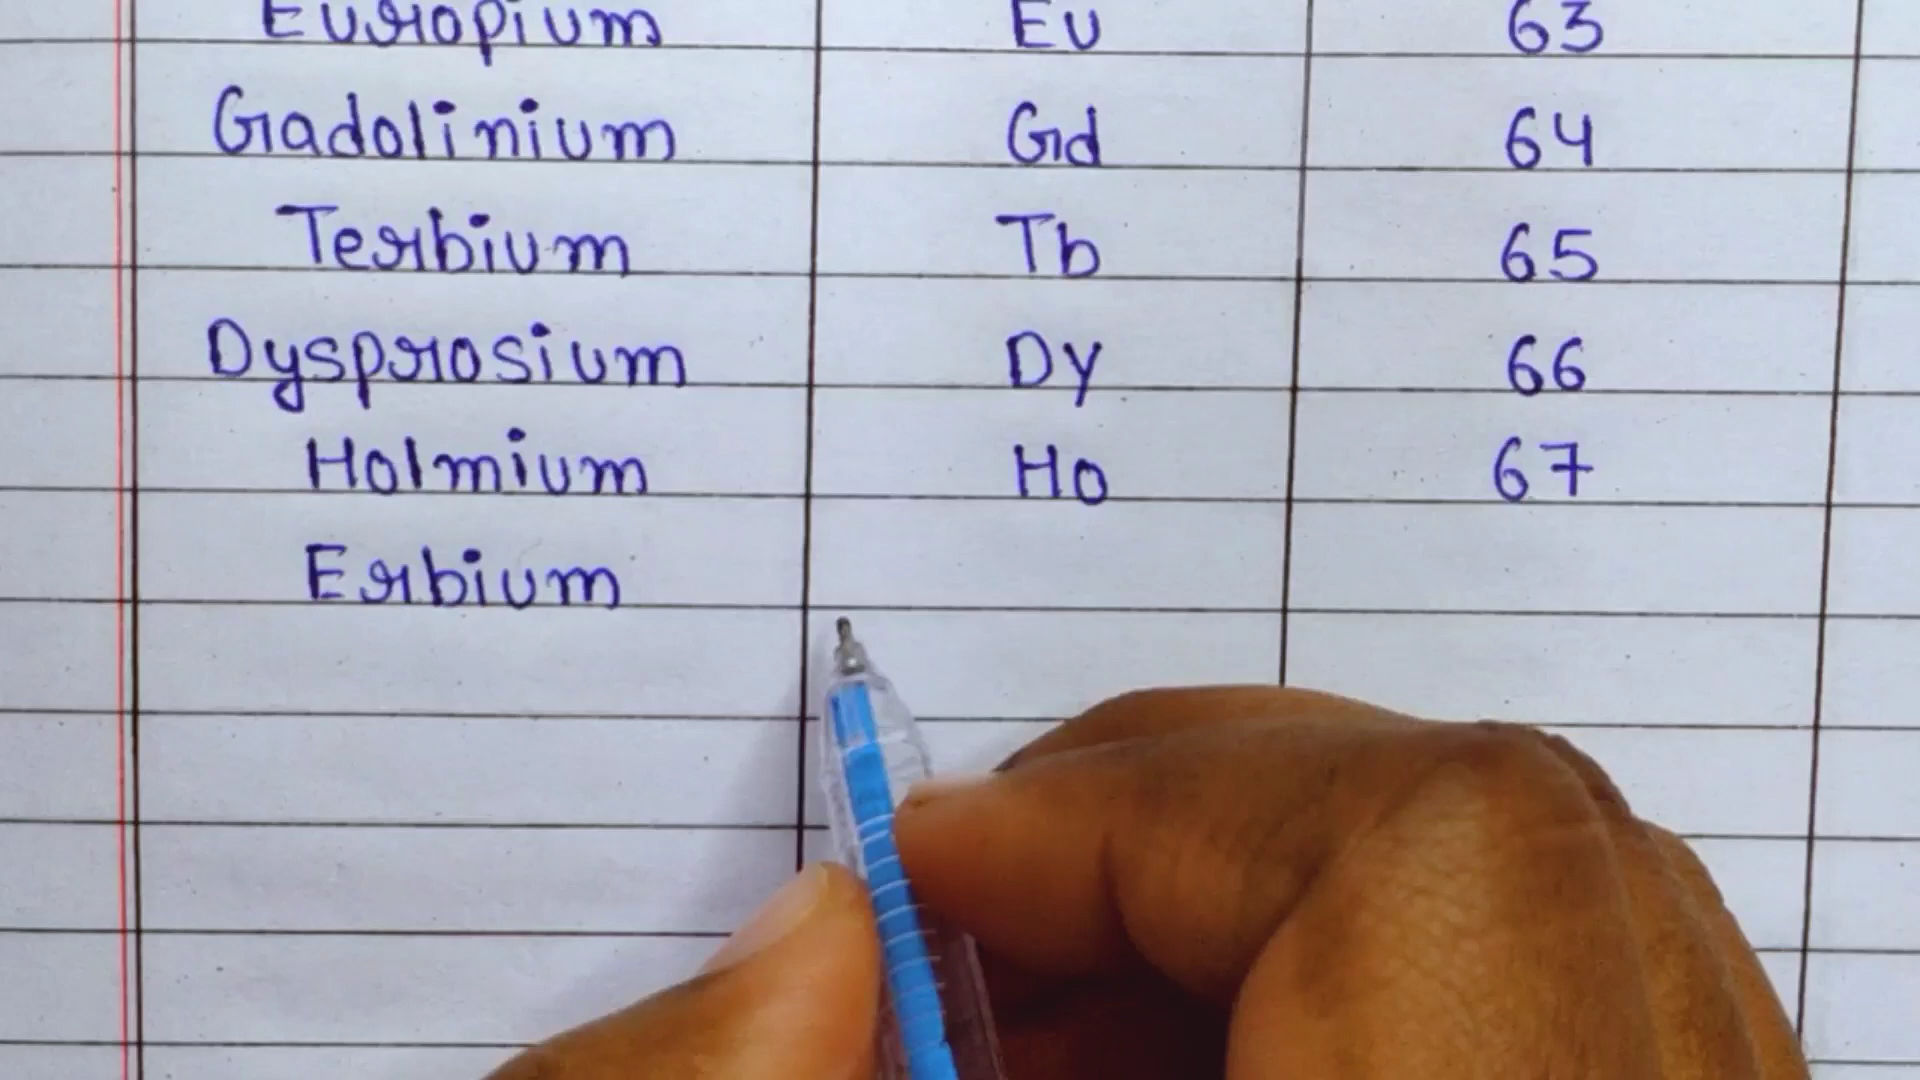 Europium Eu 63
Gadolinium Gd 64
Terbium Tb 65
Dysprosium Dy 66
Holmium Ho 67
Erbium